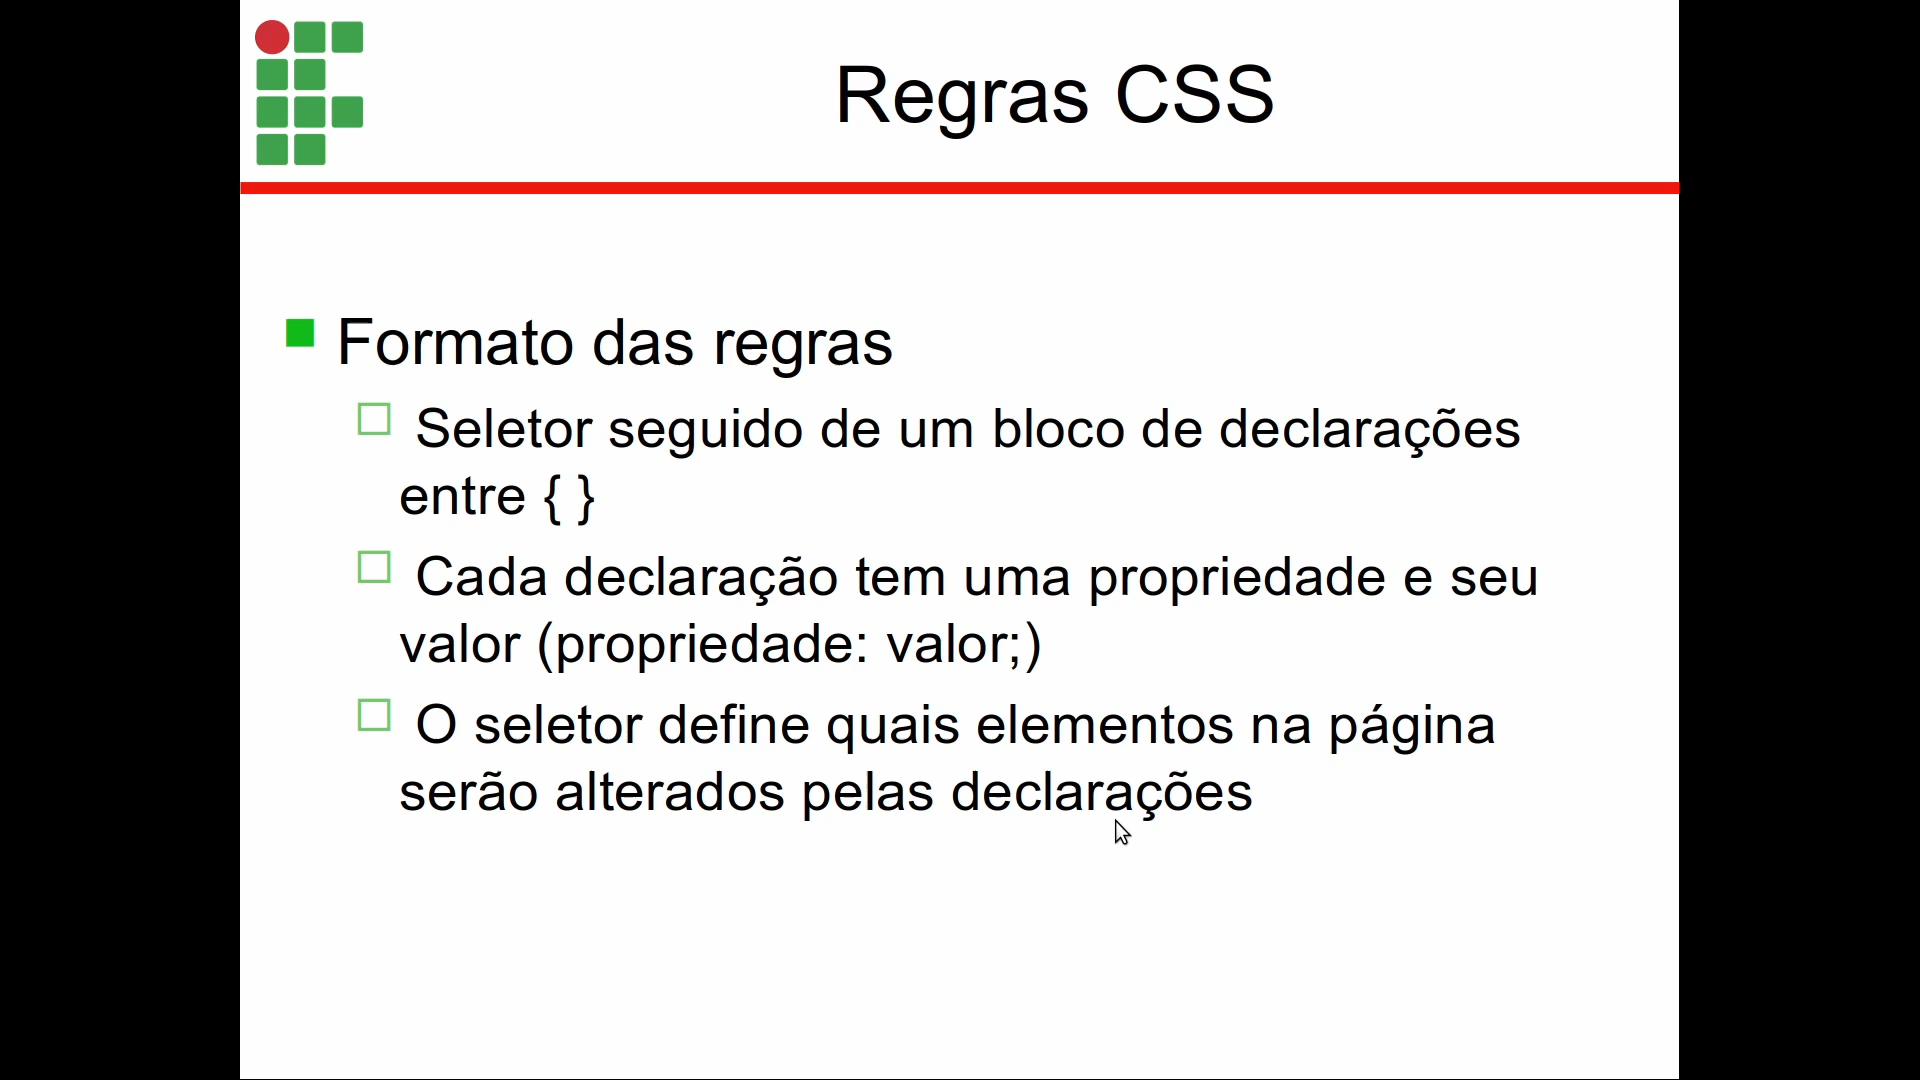 Regras CSS
Formato das regras
Seletor seguido de um bloco de declarações
entre { }
Cada declaração tem uma propriedade e seu
valor (propriedade: valor;)
O seletor define quais elementos na página
serão alterados pelas declarações